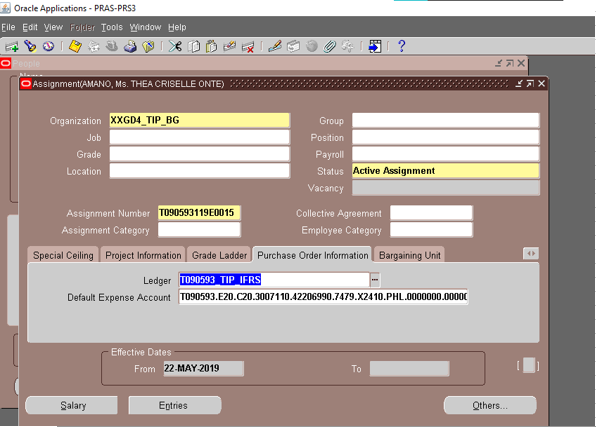 Oracle Applications - PRAS-PRS3
File Edit View Folder Tools Window Help
People
Assignment(AMANO, Ms. THEA CRISELLE ONTE)
Organization XXGD4_TIP_BG Group
Job Position
Grade Payroll
Location Status Active Assignment
Vacancy
Assignment Number T090593119E0015 Collective Agreement
Assignment Category Employee Category
Special Ceiling Project Information Grade Ladder Purchase Order Information Bargaining Unit
Ledger T090593_TIP_IFRS
Default Expense Account T090593.E20.C20.3007110.42206990.7479.X2410.PHL.0000000.0000
Effective Dates
From 22-MAY-2019 To [ ]
Salary Entries Others...